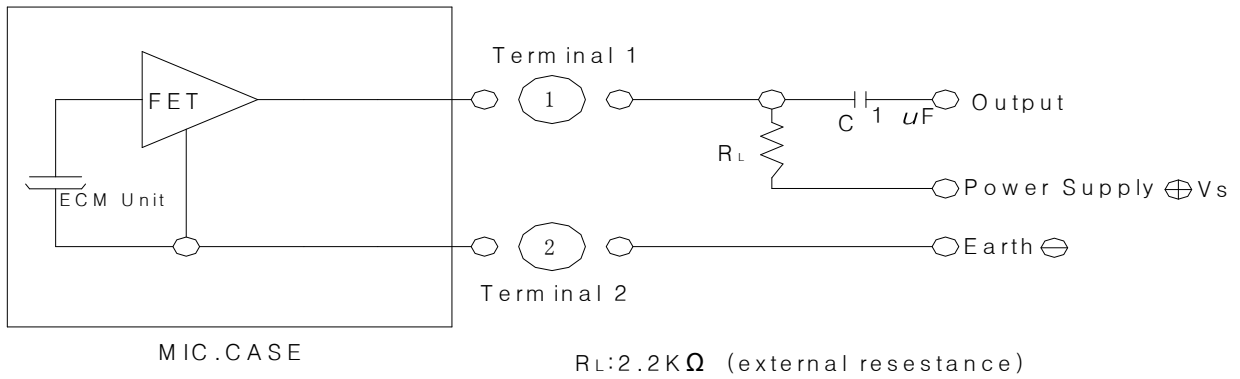 Terminal 1
FET
1
Output
C 1 uF
RL
ECM Unit
Power Supply ⊕Vs
2
Earth ⊖
Terminal 2
MIC.CASE
RL:2.2KΩ (external resestance)